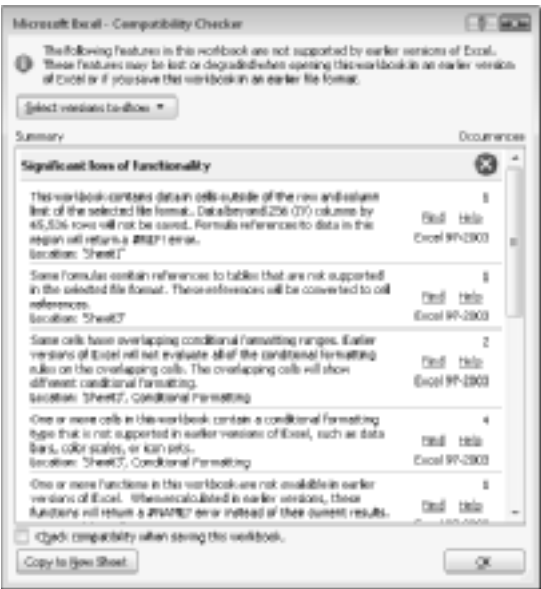 Microsoft Excel - Compatibility Checker
The following features in this workbook are not supported by earlier versions of Excel.
These features may be lost or degraded when opening this workbook in an earlier version
of Excel or if you save this workbook in an earlier file format.
Select versions to show
Summary
Occurrences
Significant loss of functionality
This workbook contains data in cells outside of the row and column
limit of the selected file format. Data beyond 256 (IV) columns by
65,536 rows will not be saved. Formula references to data in this
region will return a #REF! error.
Location: 'Sheet1'
Find Help
Excel 97-2003
Some formulas contain references to tables that are not supported
in the selected file format. These references will be converted to cell
references.
Location: 'Sheet3'
Find Help
Excel 97-2003
Some cells have overlapping conditional formatting ranges. Earlier
versions of Excel will not evaluate all of the conditional formatting
rules on the overlapping cells. The overlapping cells will show
different conditional formatting.
Location: Conditional Formatting
2
Find Help
Excel 97-2003
One or more cells in this workbook contain a conditional formatting
type that is not supported in earlier versions of Excel, such as data
bars, color scales, or icon sets.
Location: Conditional Formatting
4
Find Help
Excel 97-2003
One or more functions in this workbook are not available in earlier
versions of Excel. When recalculated in earlier versions, these
functions will return a #NAME? error instead of their current results.
Find Help
Check compatibility when saving this workbook.
Copy to New Sheet
OK